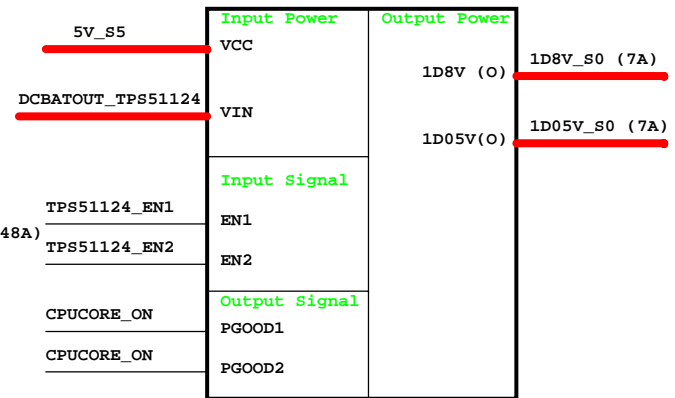 Input Power
Output Power
5V_S5
VCC
1D8V (O)
1D8V_S0 (7A)
DCBATOUT_TPS51124
VIN
1D05V(O)
1D05V_S0 (7A)
Input Signal
TPS51124_EN1
EN1
48A)
TPS51124_EN2
EN2
Output Signal
CPUCORE_ON
PGOOD1
CPUCORE_ON
PGOOD2